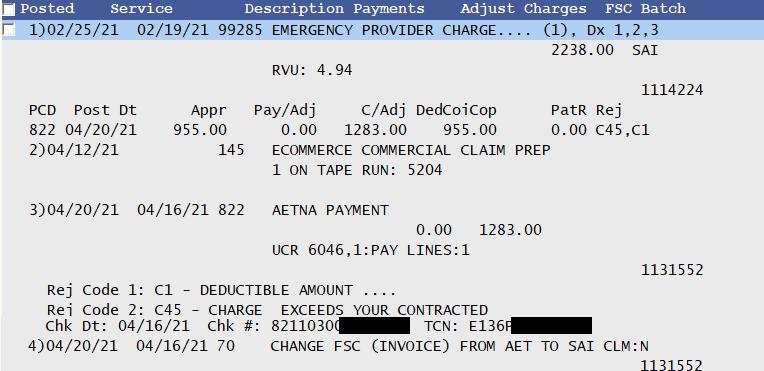 Posted Service Description Payments Adjust Charges FSC Batch
1)02/25/21 02/19/21 99285 EMERGENCY PROVIDER CHARGE.... (1), Dx 1,2,3
2238.00 SAI
RVU: 4.94
1114224
PCD Post Dt Appr Pay/Adj C/Adj DedCoiCop PatR Rej
822 04/20/21 955.00 0.00 1283.00 955.00 0.00 C45,C1
2)04/12/21 145 ECOMMERCE COMMERCIAL CLAIM PREP
1 ON TAPE RUN: 5204
3)04/20/21 04/16/21 822 AETNA PAYMENT
0.00 1283.00
UCR 6046,1:PAY LINES:1
1131552
Rej Code 1: C1 - DEDUCTIBLE AMOUNT ....
Rej Code 2: C45 - CHARGE EXCEEDS YOUR CONTRACTED
Chk Dt: 04/16/21 Chk #: 82110300 TCN: E136P
4)04/20/21 04/16/21 70 CHANGE FSC (INVOICE) FROM AET TO SAI CLM:N
1131552